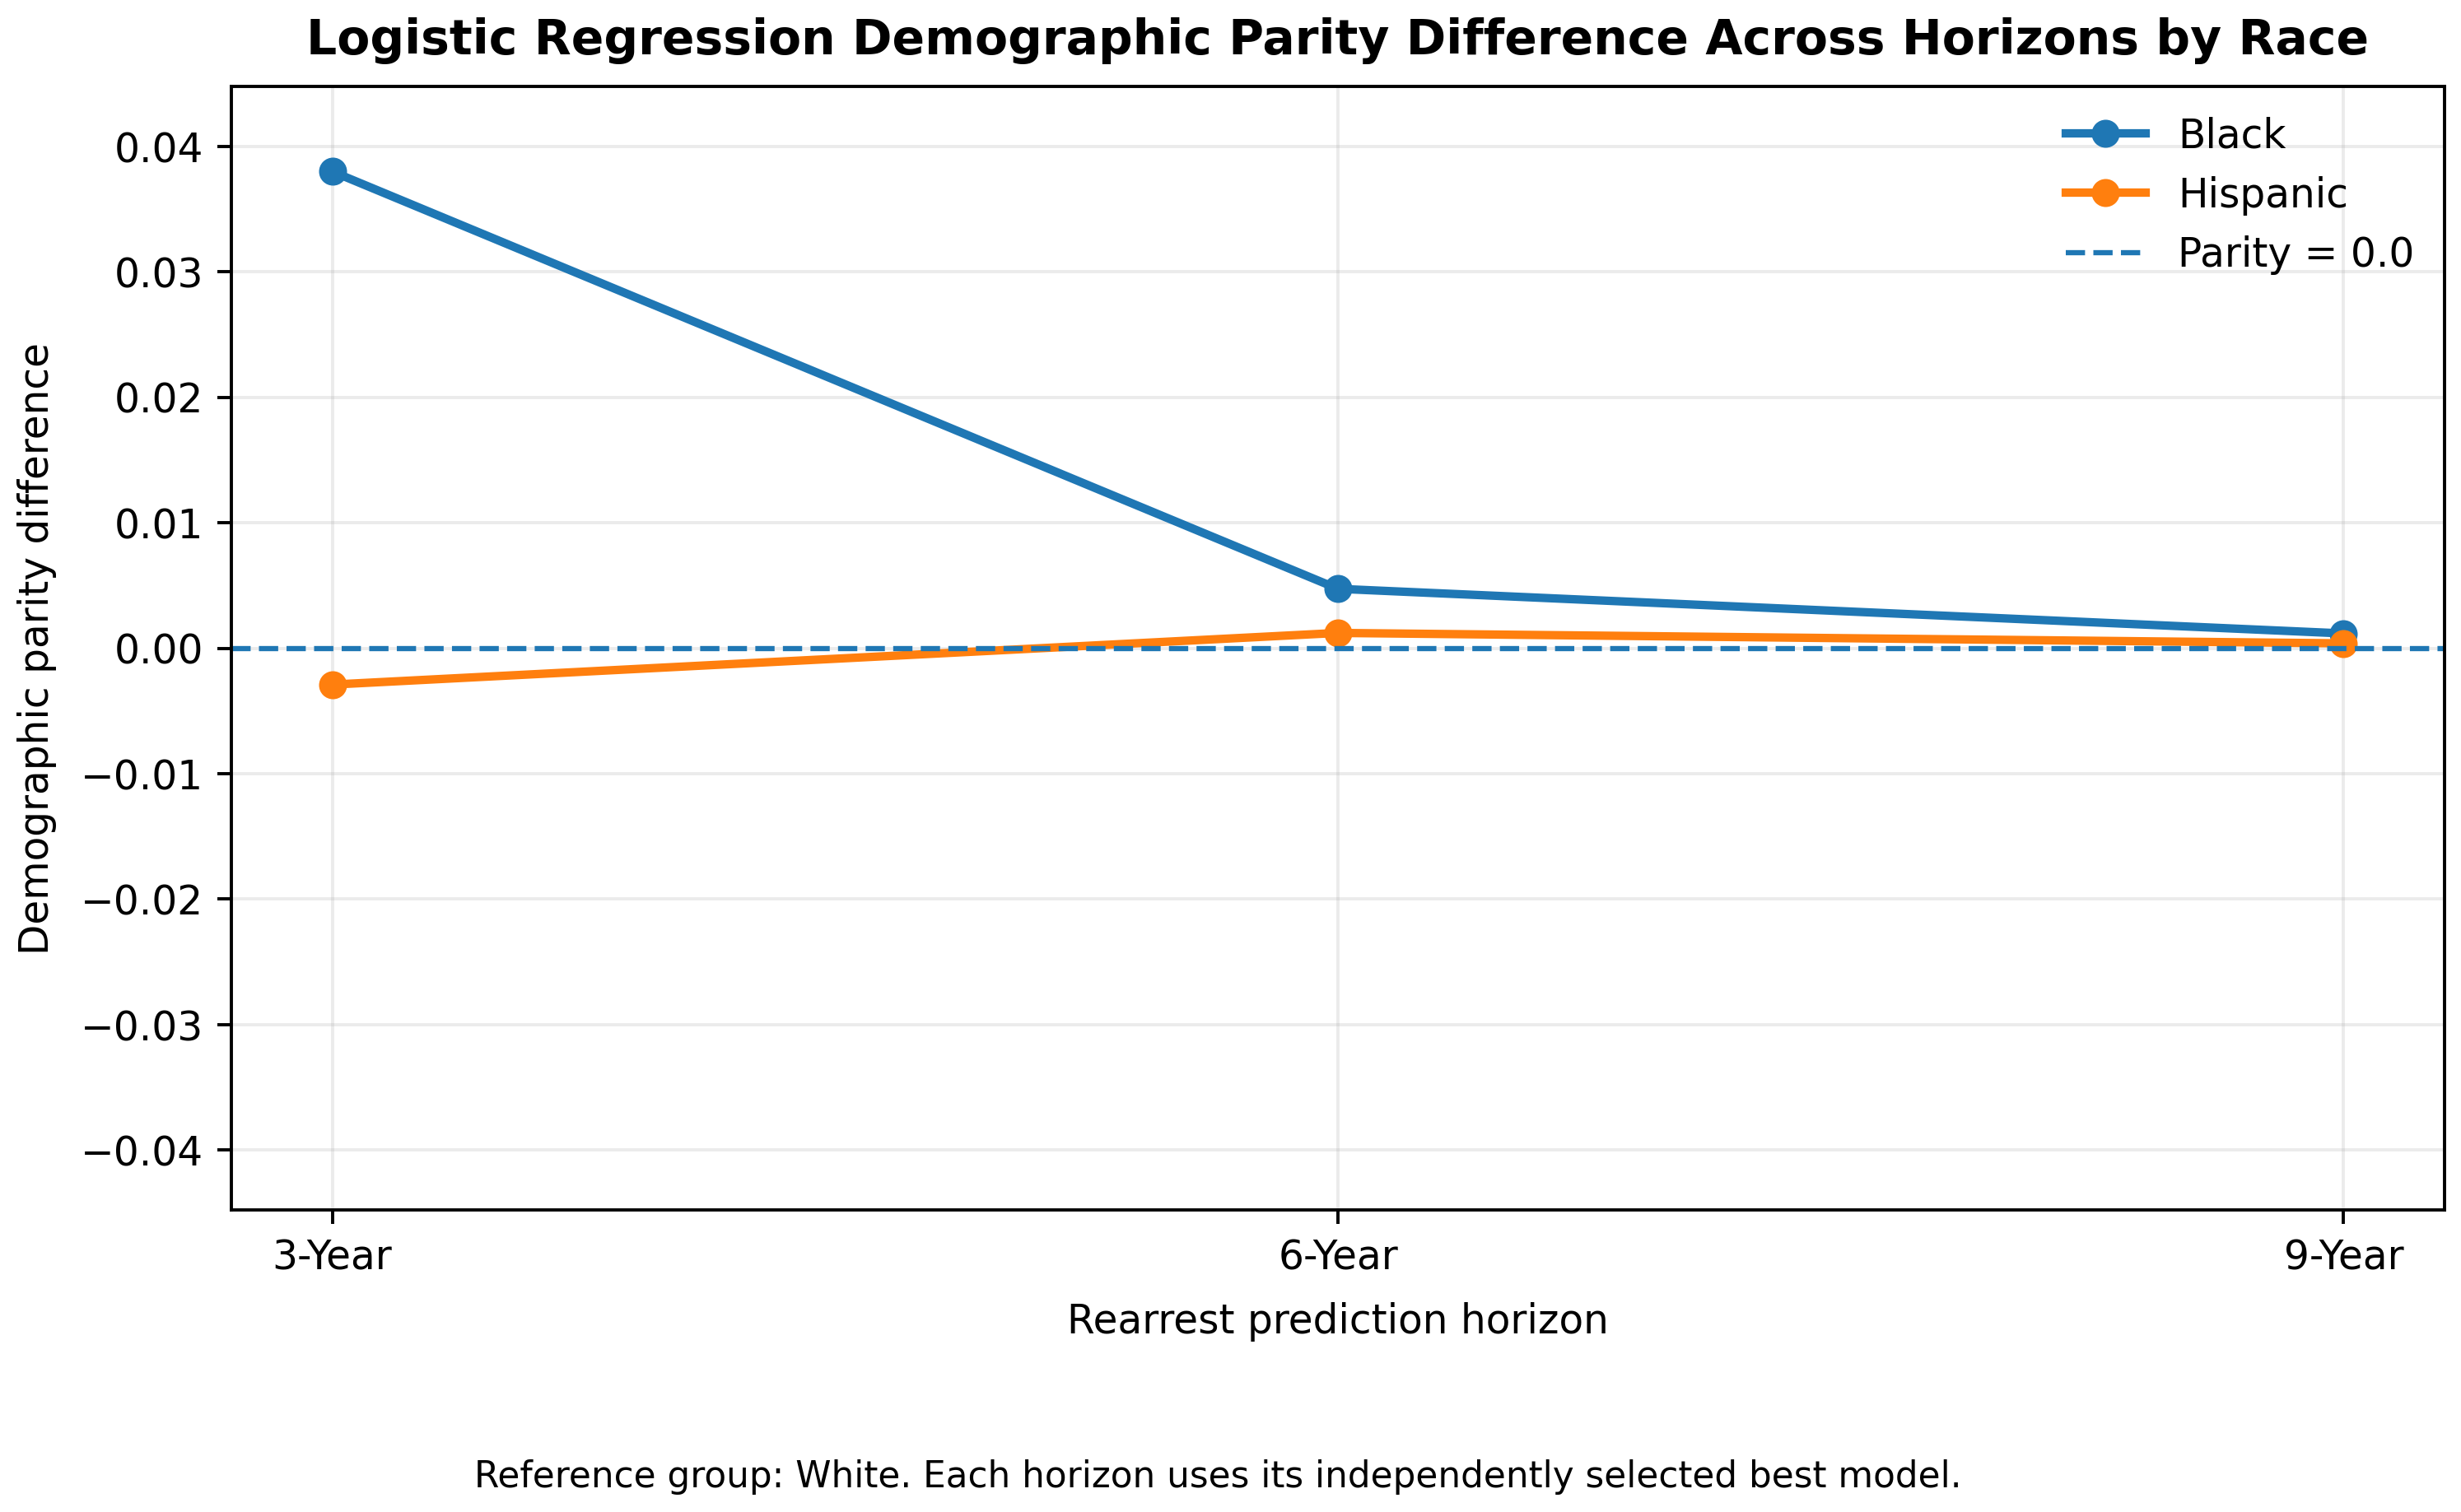 Logistic Regression Demographic Parity Difference Across Horizons by Race
Black
Hispanic
Parity = 0.0
Demographic parity difference
0.04
0.03
0.02
0.01
0.00
−0.01
−0.02
−0.03
−0.04
3-Year
6-Year
9-Year
Rearrest prediction horizon
Reference group: White. Each horizon uses its independently selected best model.